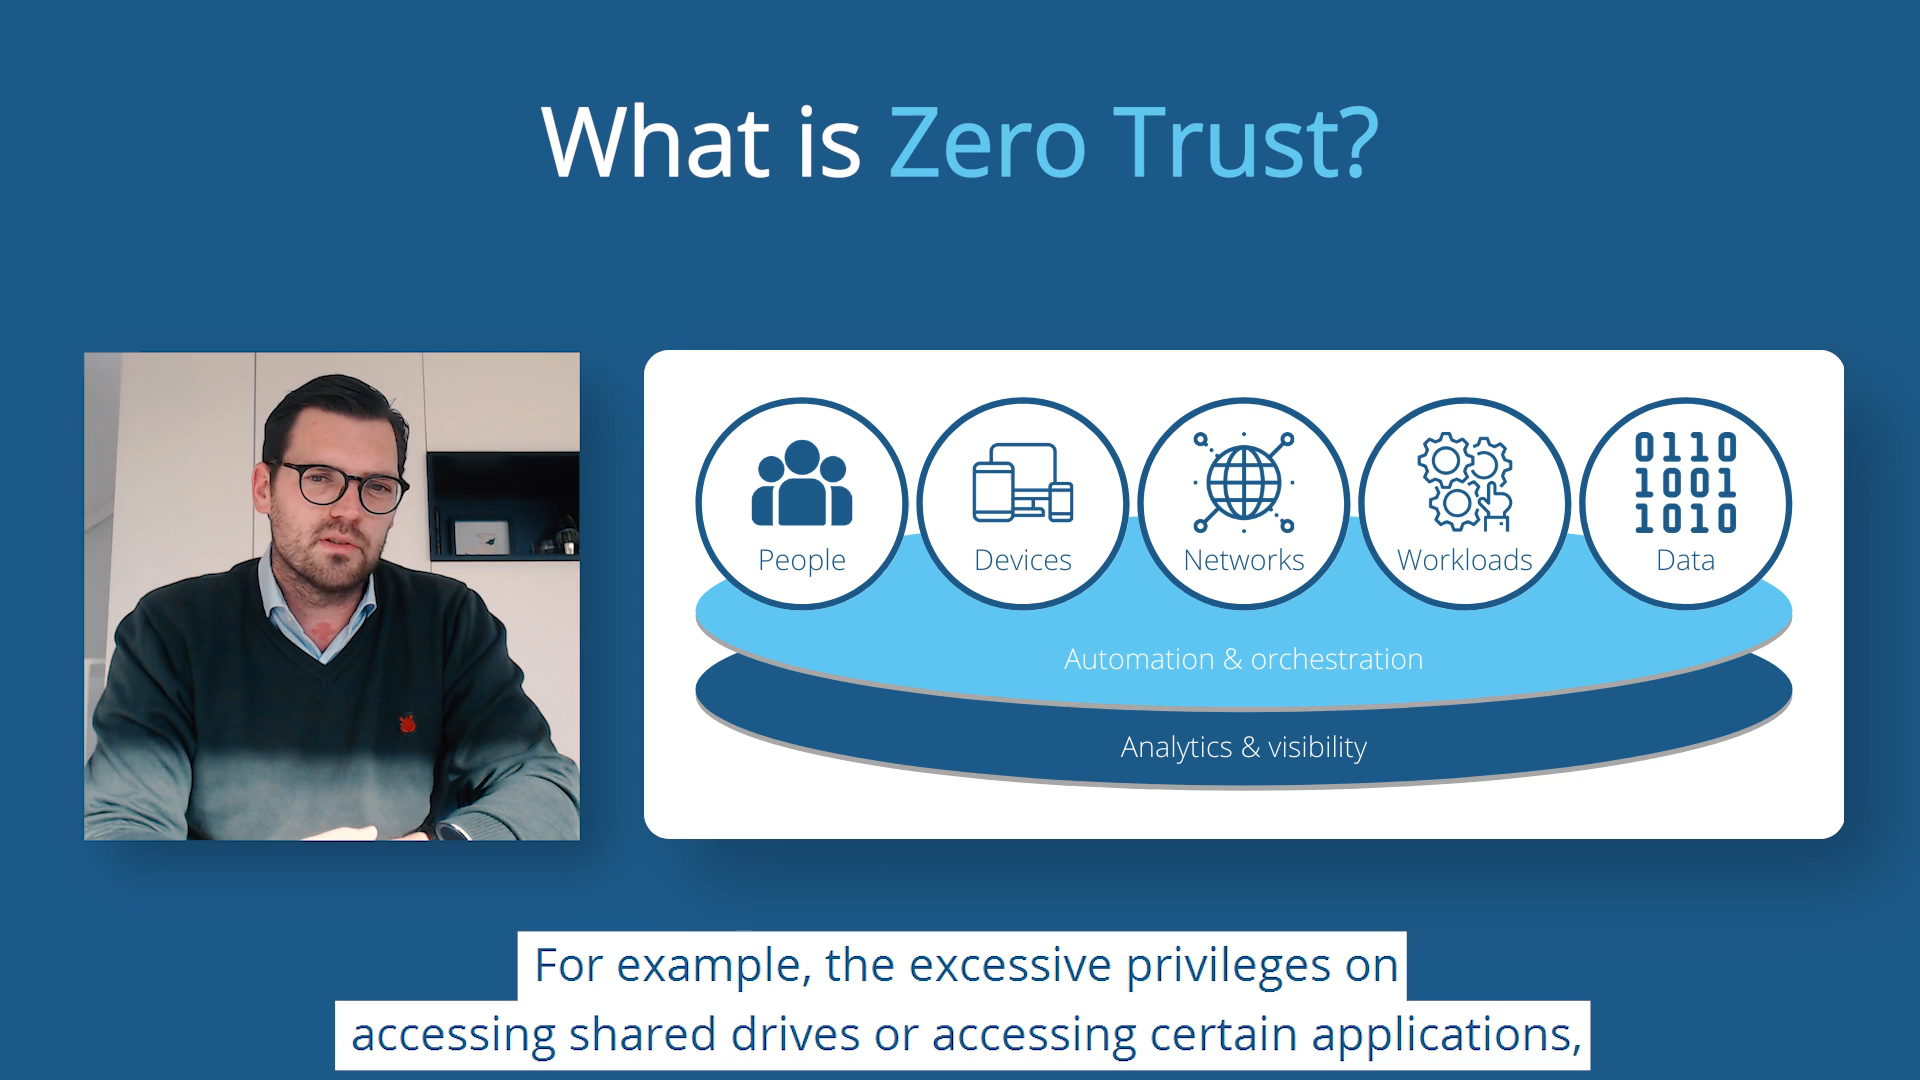 What is Zero Trust?
People
Devices
Networks
Workloads
0110
1001
1010
Data
Automation & orchestration
Analytics & visibility
For example, the excessive privileges on
accessing shared drives or accessing certain applications,